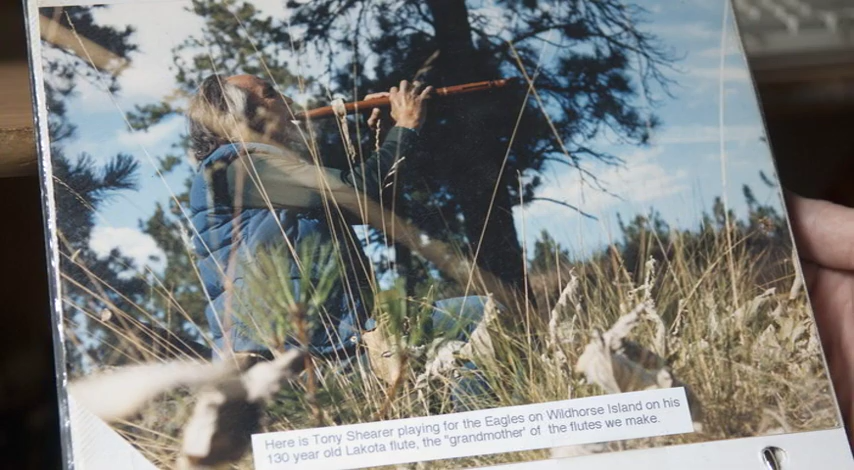 Here is Tony Shearer playing for the Eagles on Wildhorse Island on his
130 year old Lakota flute, the "grandmother' of the flutes we make.